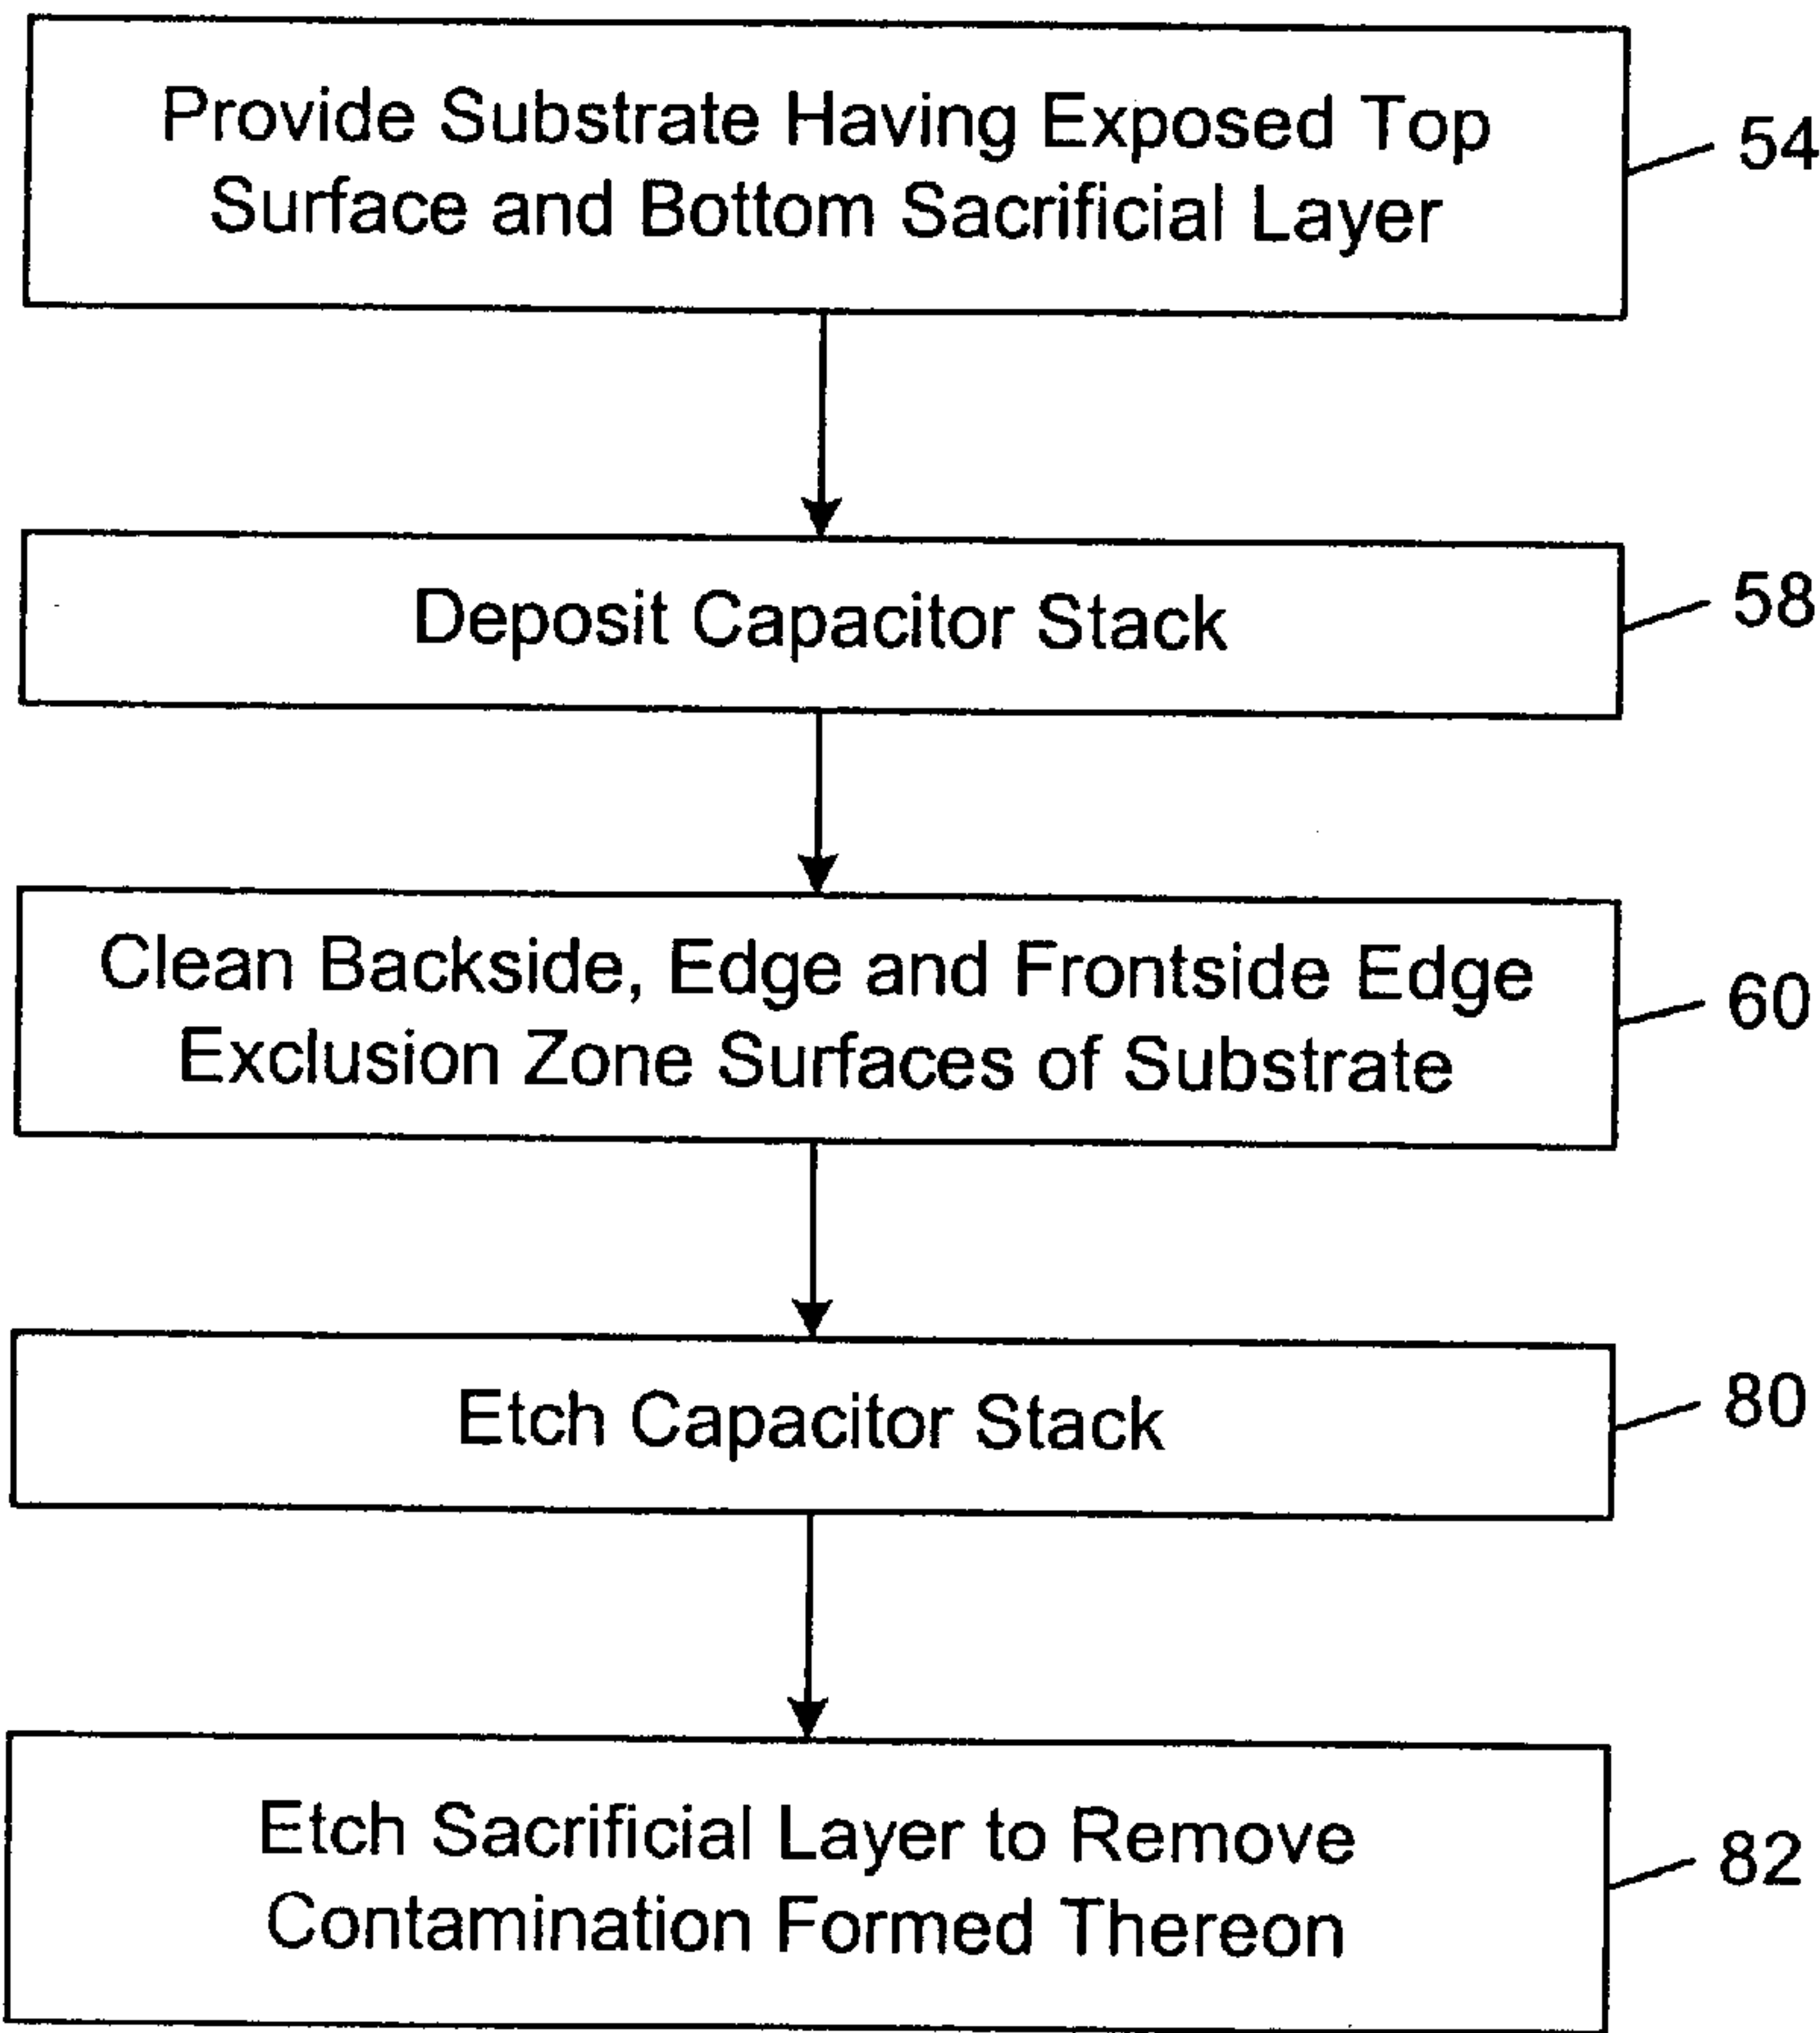 Provide Substrate Having Exposed Top
Surface and Bottom Sacrificial Layer
54
Deposit Capacitor Stack
58
Clean Backside, Edge and Frontside Edge
Exclusion Zone Surfaces of Substrate
60
Etch Capacitor Stack
80
Etch Sacrificial Layer to Remove
Contamination Formed Thereon
82